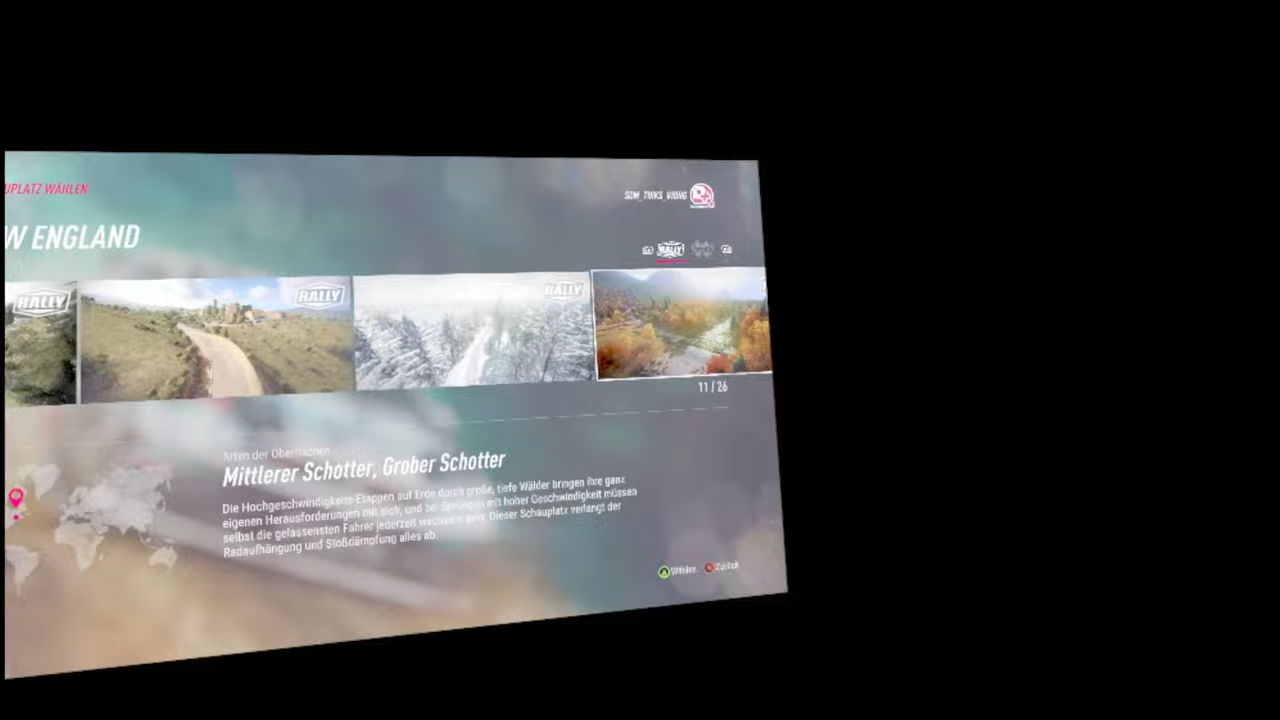 UPLATZ WÄHLEN
W ENGLAND
RALLY
RALLY
RALLY
RALLY
11 / 26
Arten der Oberflächen
Mittlerer Schotter, Grober Schotter
Die Hochgeschwindigkeits-Etappen auf Erde durch große, tiefe Wälder bringen ihre ganz
eigenen Herausforderungen mit sich, und bei Sprüngen mit hoher Geschwindigkeit müssen
selbst die gelassensten Fahrer jederzeit wachsam sein. Dieser Schauplatz verlangt der
Radaufhängung und Stoßdämpfung alles ab.
Wählen
Zurück